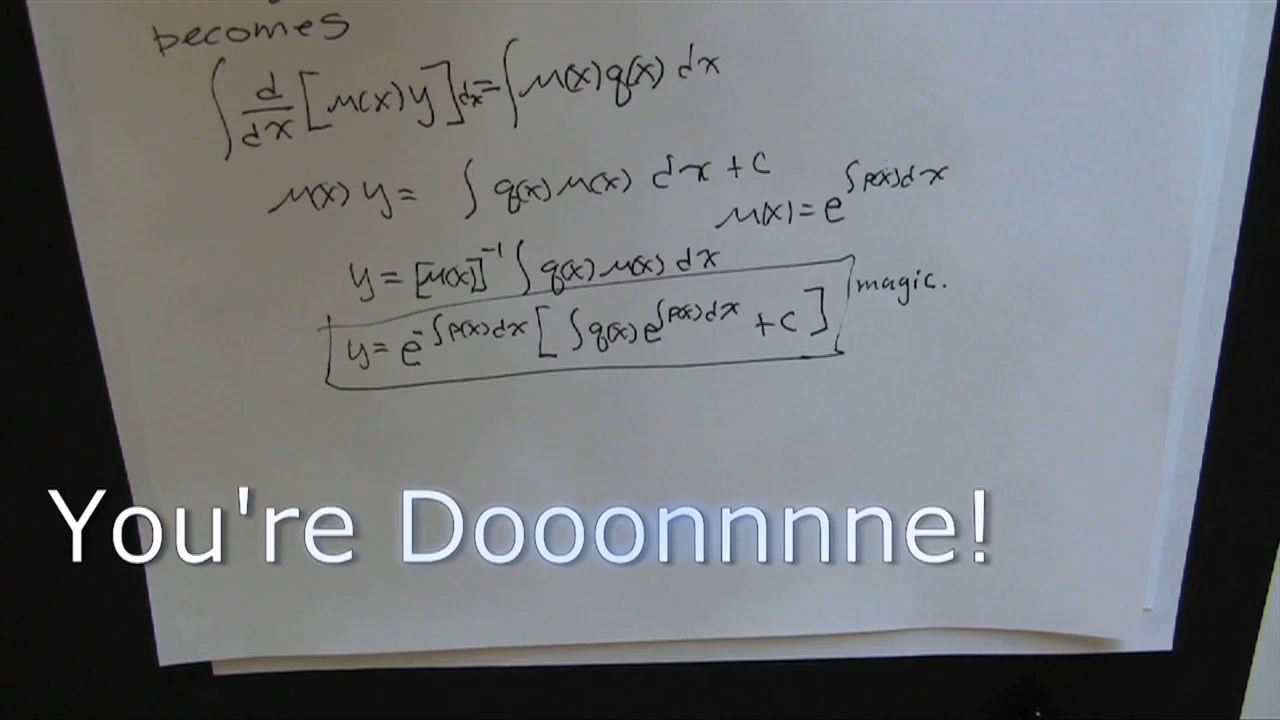 becomes
∫ d/dx [μ(x) y] dx = ∫ μ(x) q(x) dx
μ(x) y = ∫ q(x) μ(x) dx + c
μ(x) = e^∫p(x)dx
y = [μ(x)]^-1 ∫ q(x) μ(x) dx
magic.
y = e^-∫p(x)dx [ ∫ q(x) e^∫p(x)dx + c ]
You're Dooonnnne!